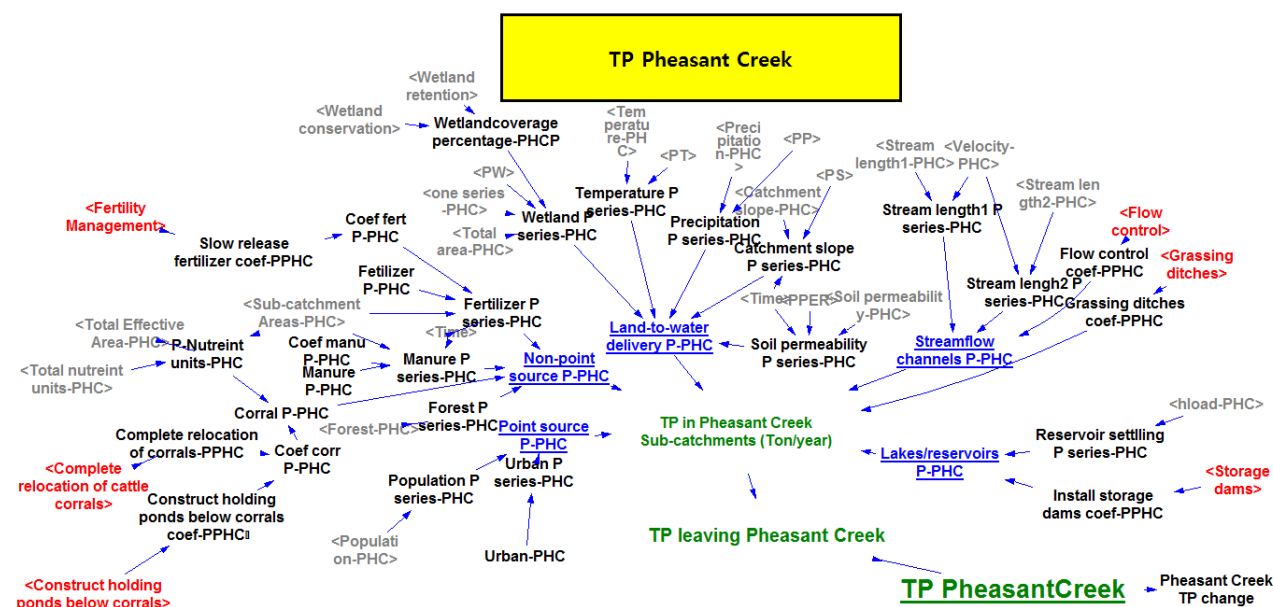 TP Pheasant Creek
<Wetland
retention>
<Wetland
conservation>
Wetlandcoverage
percentage-PHCP
<Tem
peratu
re-PH
C>
<PT>
<Preci
pitatio
n-PHC
>
<PP>
<PS>
<Stream
length1-PHC>
<Velocity-
PHC>
<Stream len
gth2-PHC>
<PW>
<one series
-PHC>
<Total
area-PHC>
Wetland P
series-PHC
Temperature P
series-PHC
Precipitation
P series-PHC
<Catchment
slope-PHC>
Catchment slope
P series-PHC
Stream length1 P
series-PHC
<Flow
control>
Flow control
coef-PPHC
<Grassing
ditches>
Grassing ditches
coef-PPHC
Stream lengh2 P
series-PHC
<Fertility
Management>
Slow release
fertilizer coef-PPHC
Coef fert
P-PHC
Fetilizer
P-PHC
Fertilizer P
series-PHC
<Sub-catchment
Areas-PHC>
<Time>
<Total Effective
Area-PHC>
P-Nutreint
units-PHC
<Total nutreint
units-PHC>
Coef manu
P-PHC
Manure
P-PHC
Manure P
series-PHC
Non-point
source P-PHC
Land-to-water
delivery P-PHC
<Time>
<PPER>
<Soil permeabilit
y-PHC>
Soil permeability
P series-PHC
Streamflow
channels P-PHC
Corral P-PHC
<Forest-PHC>
Forest P
series-PHC
Point source
P-PHC
TP in Pheasant Creek
Sub-catchments (Ton/year)
<hload-PHC>
Reservoir settlling
P series-PHC
Lakes/reservoirs
P-PHC
<Storage
dams>
Install storage
dams coef-PPHC
Complete relocation
of corrals-PPHC
Coef corr
P-PHC
<Complete
relocation of cattle
corrals>
Construct holding
ponds below corrals
coef-PPHC
<Construct holding
ponds below corrals>
Population P
series-PHC
<Populati
on-PHC>
Urban P
series-PHC
Urban-PHC
TP leaving Pheasant Creek
TP PheasantCreek
Pheasant Creek
TP change